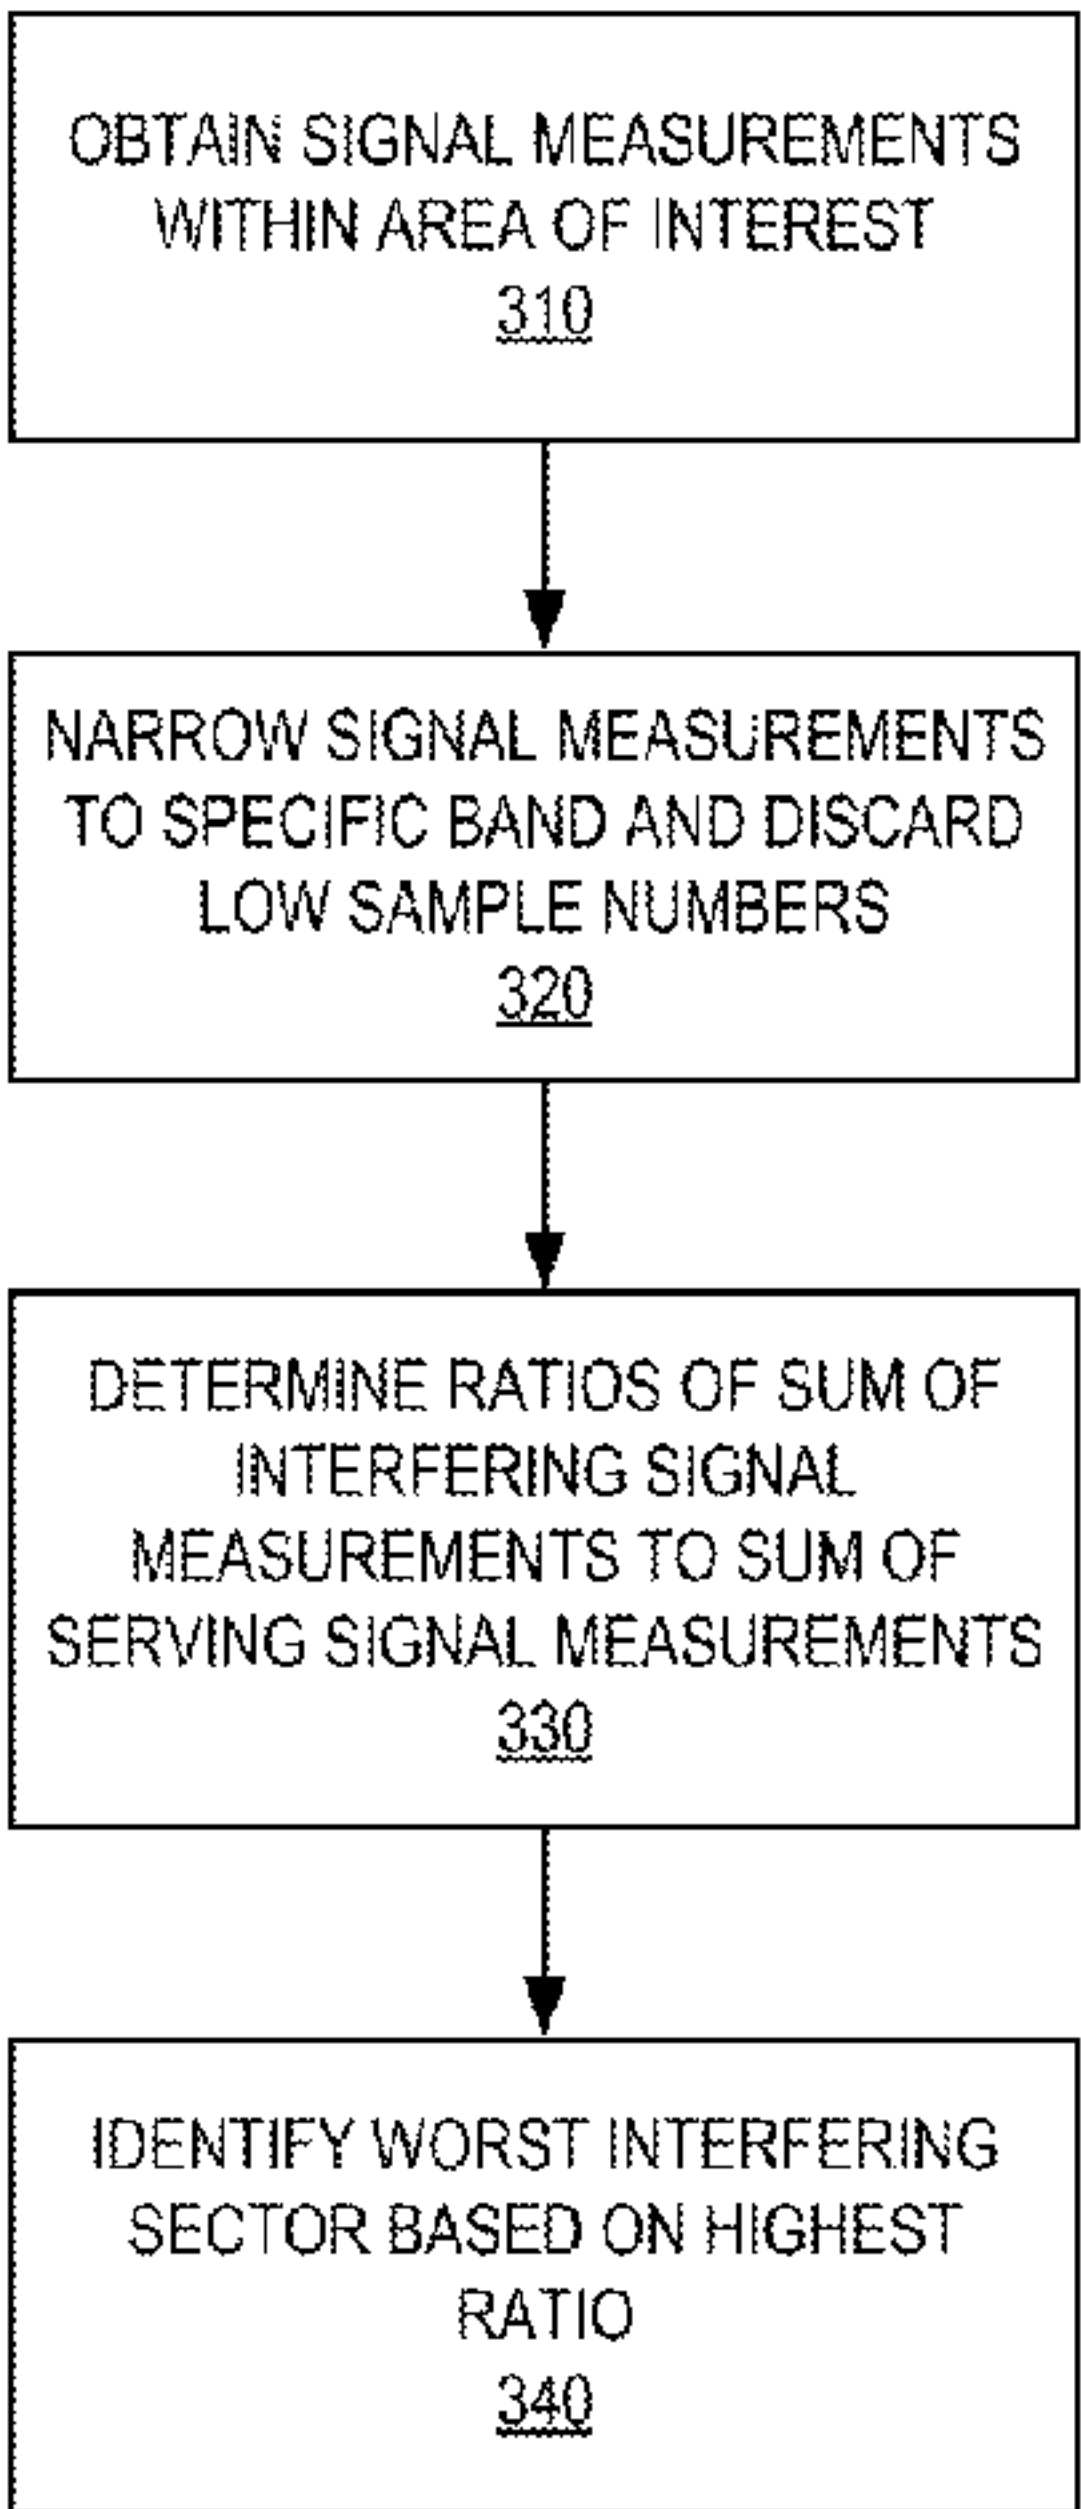 OBTAIN SIGNAL MEASUREMENTS
WITHIN AREA OF INTEREST
310
NARROW SIGNAL MEASUREMENTS
TO SPECIFIC BAND AND DISCARD
LOW SAMPLE NUMBERS
320
DETERMINE RATIOS OF SUM OF
INTERFERING SIGNAL
MEASUREMENTS TO SUM OF
SERVING SIGNAL MEASUREMENTS
330
IDENTIFY WORST INTERFERING
SECTOR BASED ON HIGHEST
RATIO
340